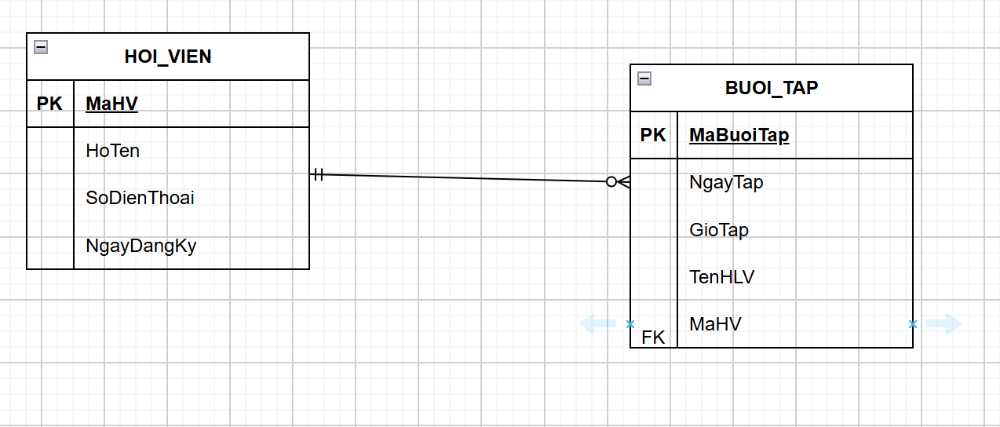 HOI_VIEN
PK MaHV
HoTen
SoDienThoai
NgayDangKy
BUOI_TAP
PK MaBuoiTap
NgayTap
GioTap
TenHLV
FK MaHV